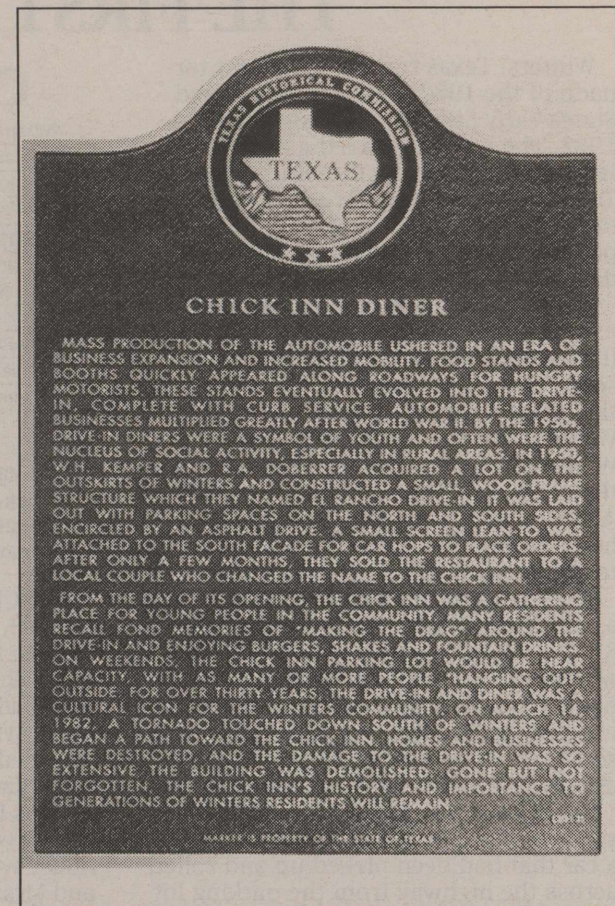 TEXAS HISTORICAL COMMISSION
TEXAS
CHICK INN DINER
MASS PRODUCTION OF THE AUTOMOBILE USHERED IN AN ERA OF
BUSINESS EXPANSION AND INCREASED MOBILITY. FOOD STANDS AND
BOOTHS QUICKLY APPEARED ALONG ROADWAYS FOR HUNGRY
MOTORISTS. THESE STANDS EVENTUALLY EVOLVED INTO THE DRIVE-
IN, COMPLETE WITH CURB SERVICE. AUTOMOBILE-RELATED
BUSINESSES MULTIPLIED GREATLY AFTER WORLD WAR II. BY THE 1950s,
DRIVE-IN DINERS WERE A SYMBOL OF YOUTH AND OFTEN WERE THE
NUCLEUS OF SOCIAL ACTIVITY, ESPECIALLY IN RURAL AREAS. IN 1950,
W.H. KEMPER AND R.A. DOBERRER ACQUIRED A LOT ON THE
OUTSKIRTS OF WINTERS AND CONSTRUCTED A SMALL, WOOD-FRAME
STRUCTURE WHICH THEY NAMED EL RANCHO DRIVE-IN. IT WAS LAID
OUT WITH PARKING SPACES ON THE NORTH AND SOUTH SIDES,
ENCIRCLED BY AN ASPHALT DRIVE. A SMALL SCREEN LEAN-TO WAS
ATTACHED TO THE SOUTH FACADE FOR CAR HOPS TO PLACE ORDERS.
AFTER ONLY A FEW MONTHS, THEY SOLD THE RESTAURANT TO A
LOCAL COUPLE WHO CHANGED THE NAME TO THE CHICK INN.
FROM THE DAY OF ITS OPENING, THE CHICK INN WAS A GATHERING
PLACE FOR YOUNG PEOPLE IN THE COMMUNITY. MANY RESIDENTS
RECALL FOND MEMORIES OF "MAKING THE DRAG" AROUND THE
DRIVE-IN AND ENJOYING BURGERS, SHAKES AND FOUNTAIN DRINKS.
ON WEEKENDS, THE CHICK INN PARKING LOT WOULD BE NEAR
CAPACITY, WITH AS MANY OR MORE PEOPLE "HANGING OUT"
OUTSIDE. FOR OVER THIRTY YEARS, THE DRIVE-IN AND DINER WAS A
CULTURAL ICON FOR THE WINTERS COMMUNITY. ON MARCH 14,
1982, A TORNADO TOUCHED DOWN SOUTH OF WINTERS AND
BEGAN A PATH TOWARD THE CHICK INN. HOMES AND BUSINESSES
WERE DESTROYED, AND THE DAMAGE TO THE DRIVE-IN WAS SO
EXTENSIVE THE BUILDING WAS DEMOLISHED. GONE BUT NOT
FORGOTTEN, THE CHICK INN'S HISTORY AND IMPORTANCE TO
GENERATIONS OF WINTERS RESIDENTS WILL REMAIN.
MARKER IS PROPERTY OF THE STATE OF TEXAS